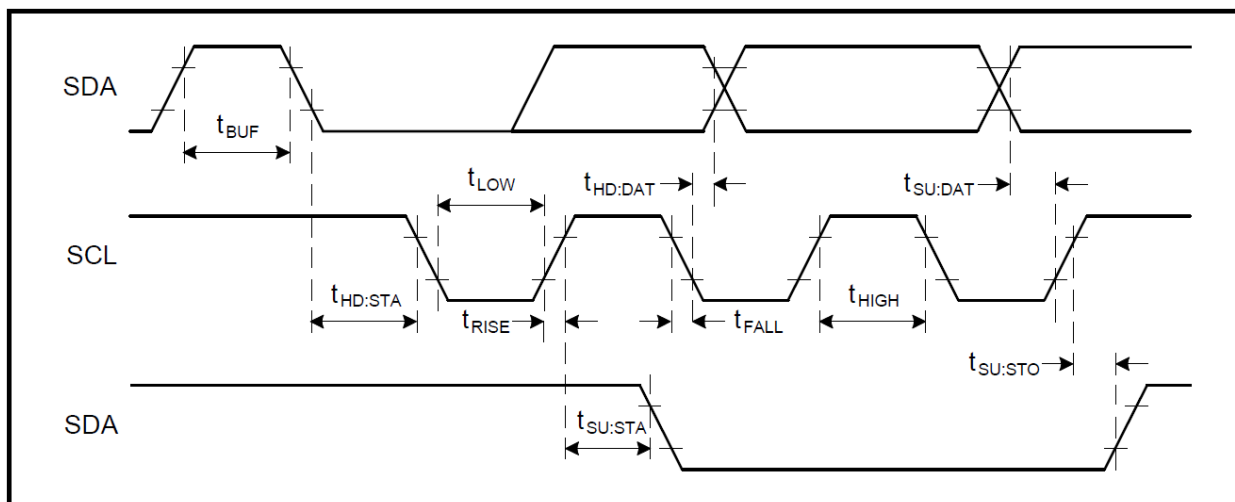 SDA
tBUF
tLOW
tHD:DAT
tSU:DAT
SCL
tHD:STA
tRISE
tFALL
tHIGH
tSU:STO
SDA
tSU:STA